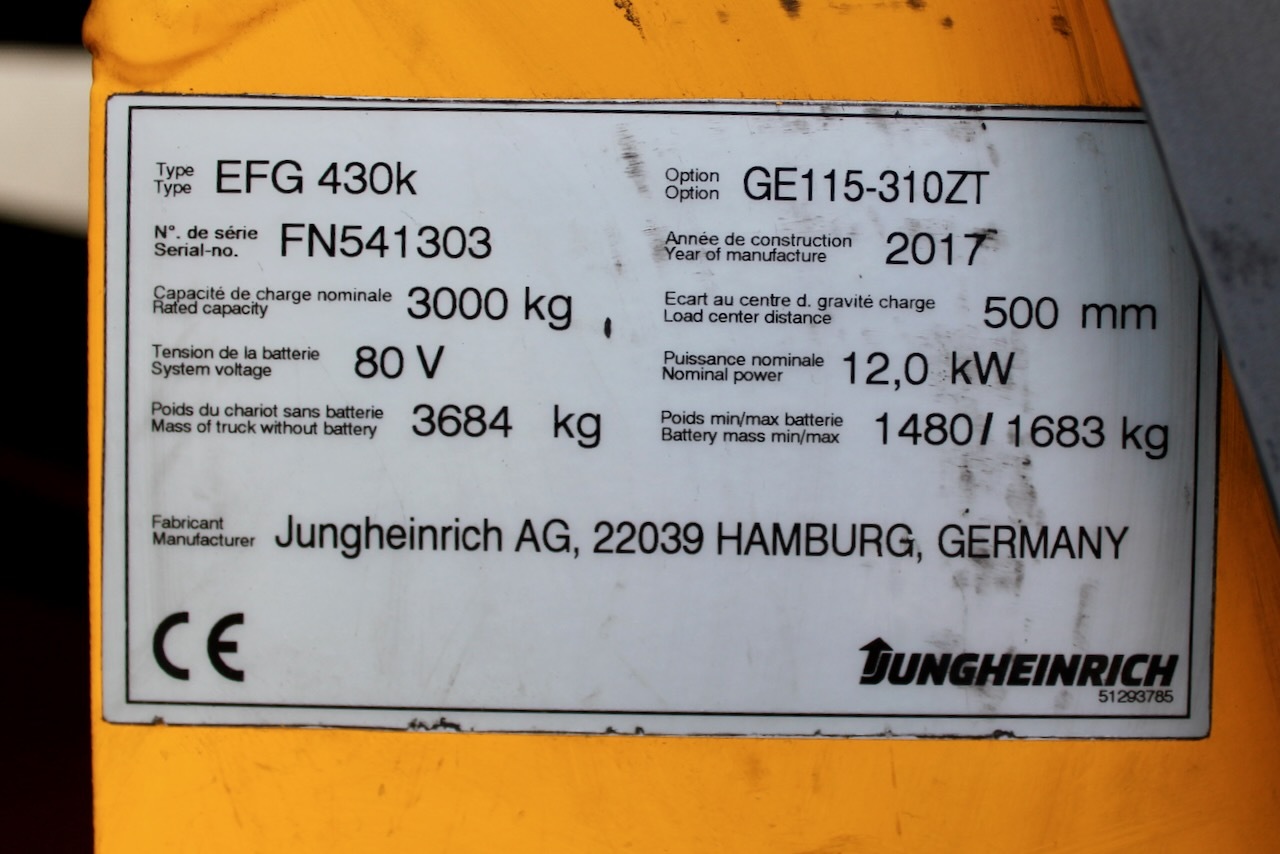 Type
Type EFG 430k
Option
Option GE115-310ZT
N°. de série
Serial-no. FN541303
Année de construction
Year of manufacture 2017
Capacité de charge nominale
Rated capacity 3000 kg
Ecart au centre d. gravité charge
Load center distance 500 mm
Tension de la batterie
System voltage 80 V
Puissance nominale
Nominal power 12,0 kW
Poids du chariot sans batterie
Mass of truck without battery 3684 kg
Poids min/max batterie
Battery mass min/max 1480 / 1683 kg
Fabricant
Manufacturer Jungheinrich AG, 22039 HAMBURG, GERMANY
CE
JUNGHEINRICH
51293785